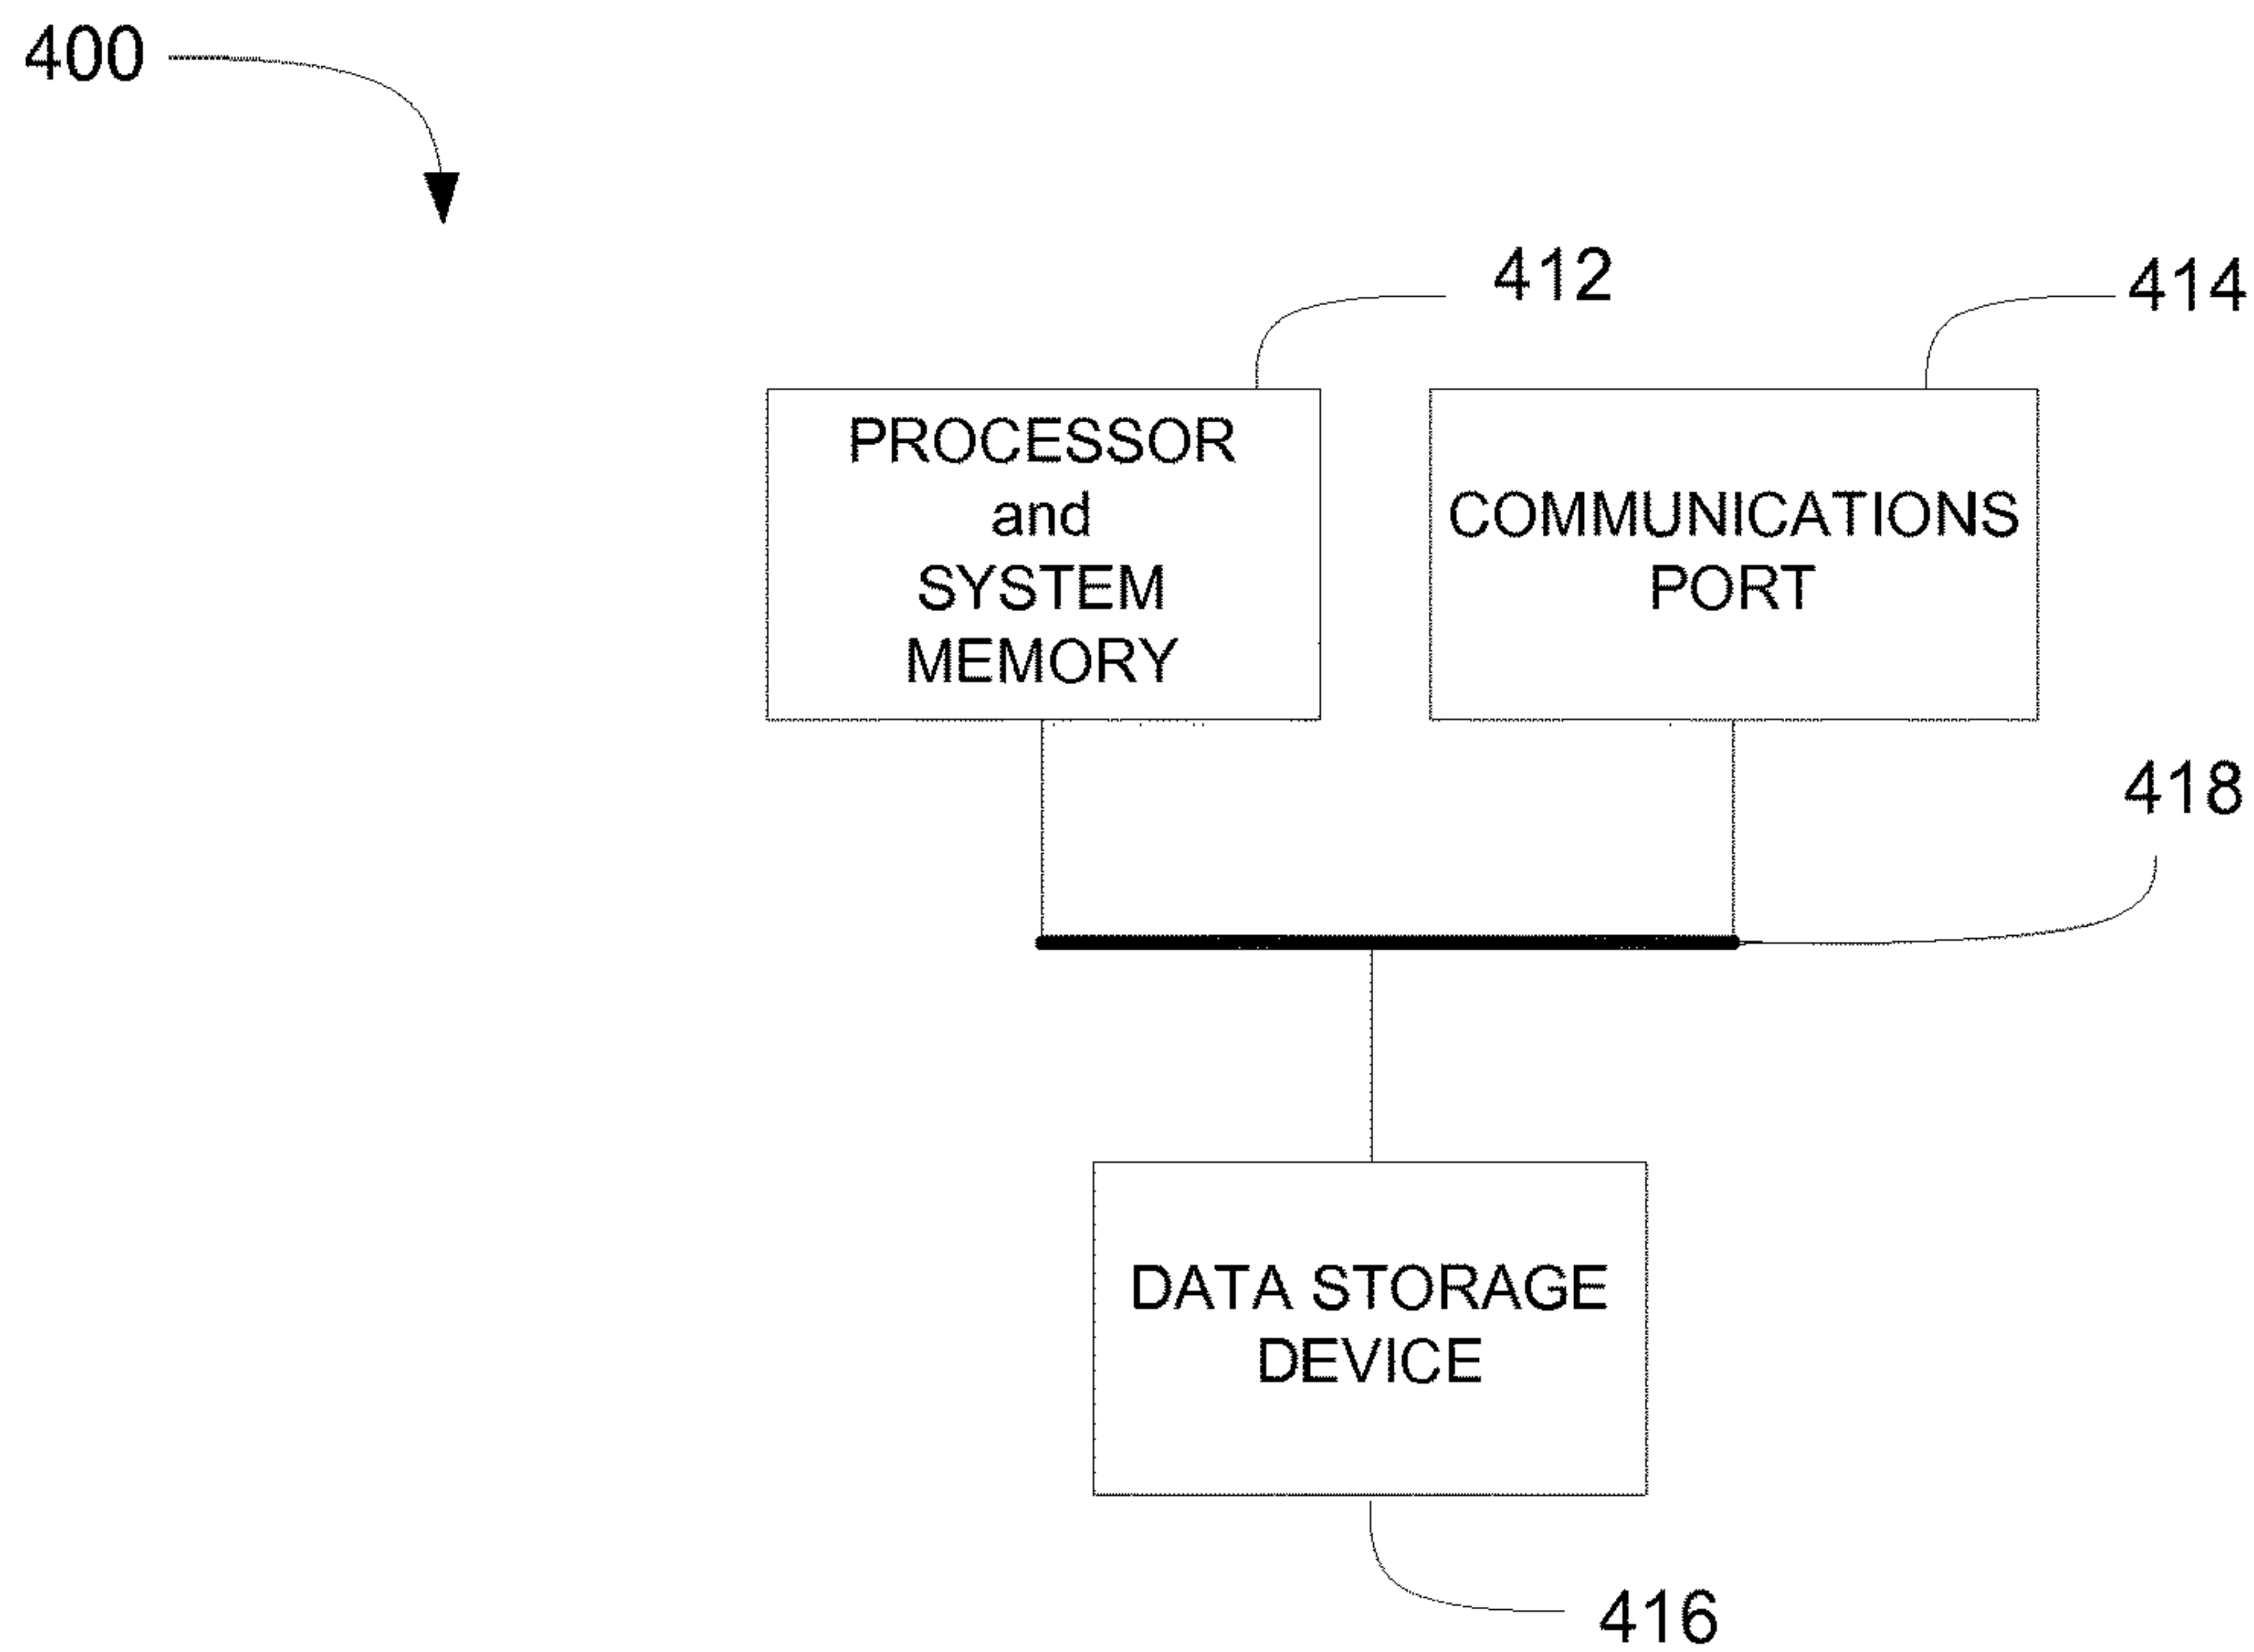 400
412
414
PROCESSOR
and
SYSTEM
MEMORY
COMMUNICATIONS
PORT
418
DATA STORAGE
DEVICE
416